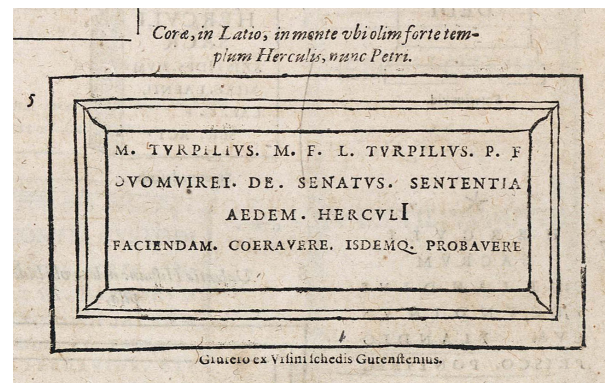 Coræ, in Latio, in monte vbi olim forte tem-
plum Herculis, nunc Petri.
5
M. TVRPILIVS. M. F. L. TVRPILIVS. P. F
DVOMVIREI. DE. SENATVS. SENTENTIA
AEDEM. HERCVLI
FACIENDAM. COERAVERE. ISDEMQ. PROBAVERE
Grutero ex Vrsini schedis Gutenstenius.